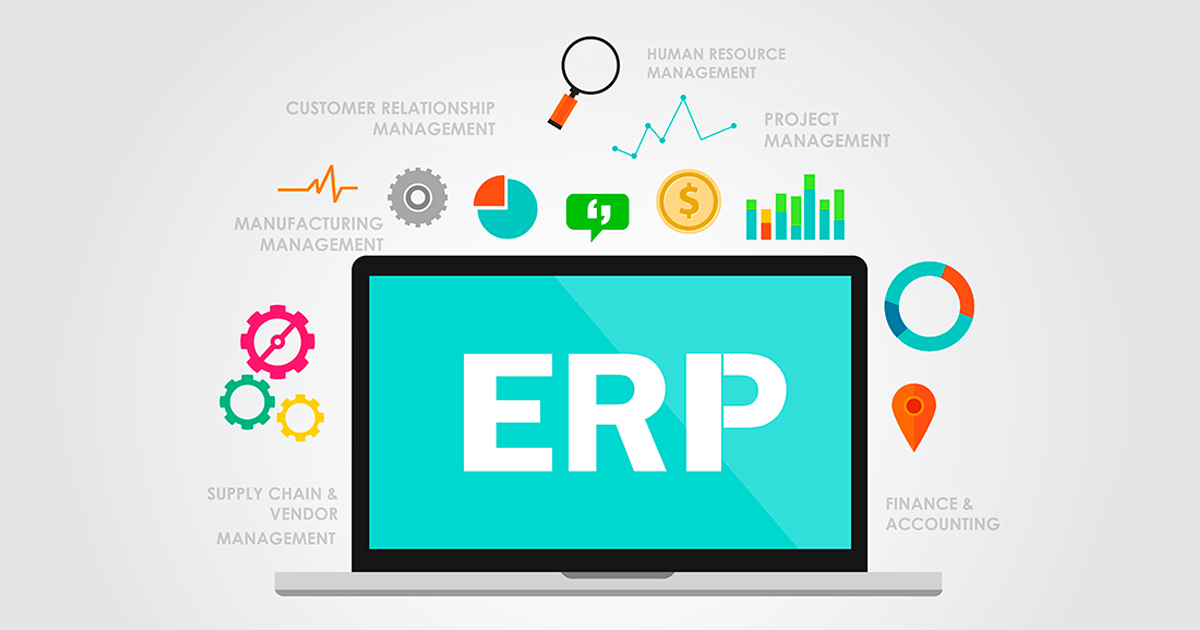 HUMAN RESOURCE
MANAGEMENT
CUSTOMER RELATIONSHIP
MANAGEMENT
PROJECT
MANAGEMENT
MANUFACTURING
MANAGEMENT
ERP
SUPPLY CHAIN &
VENDOR
MANAGEMENT
FINANCE &
ACCOUNTING
$